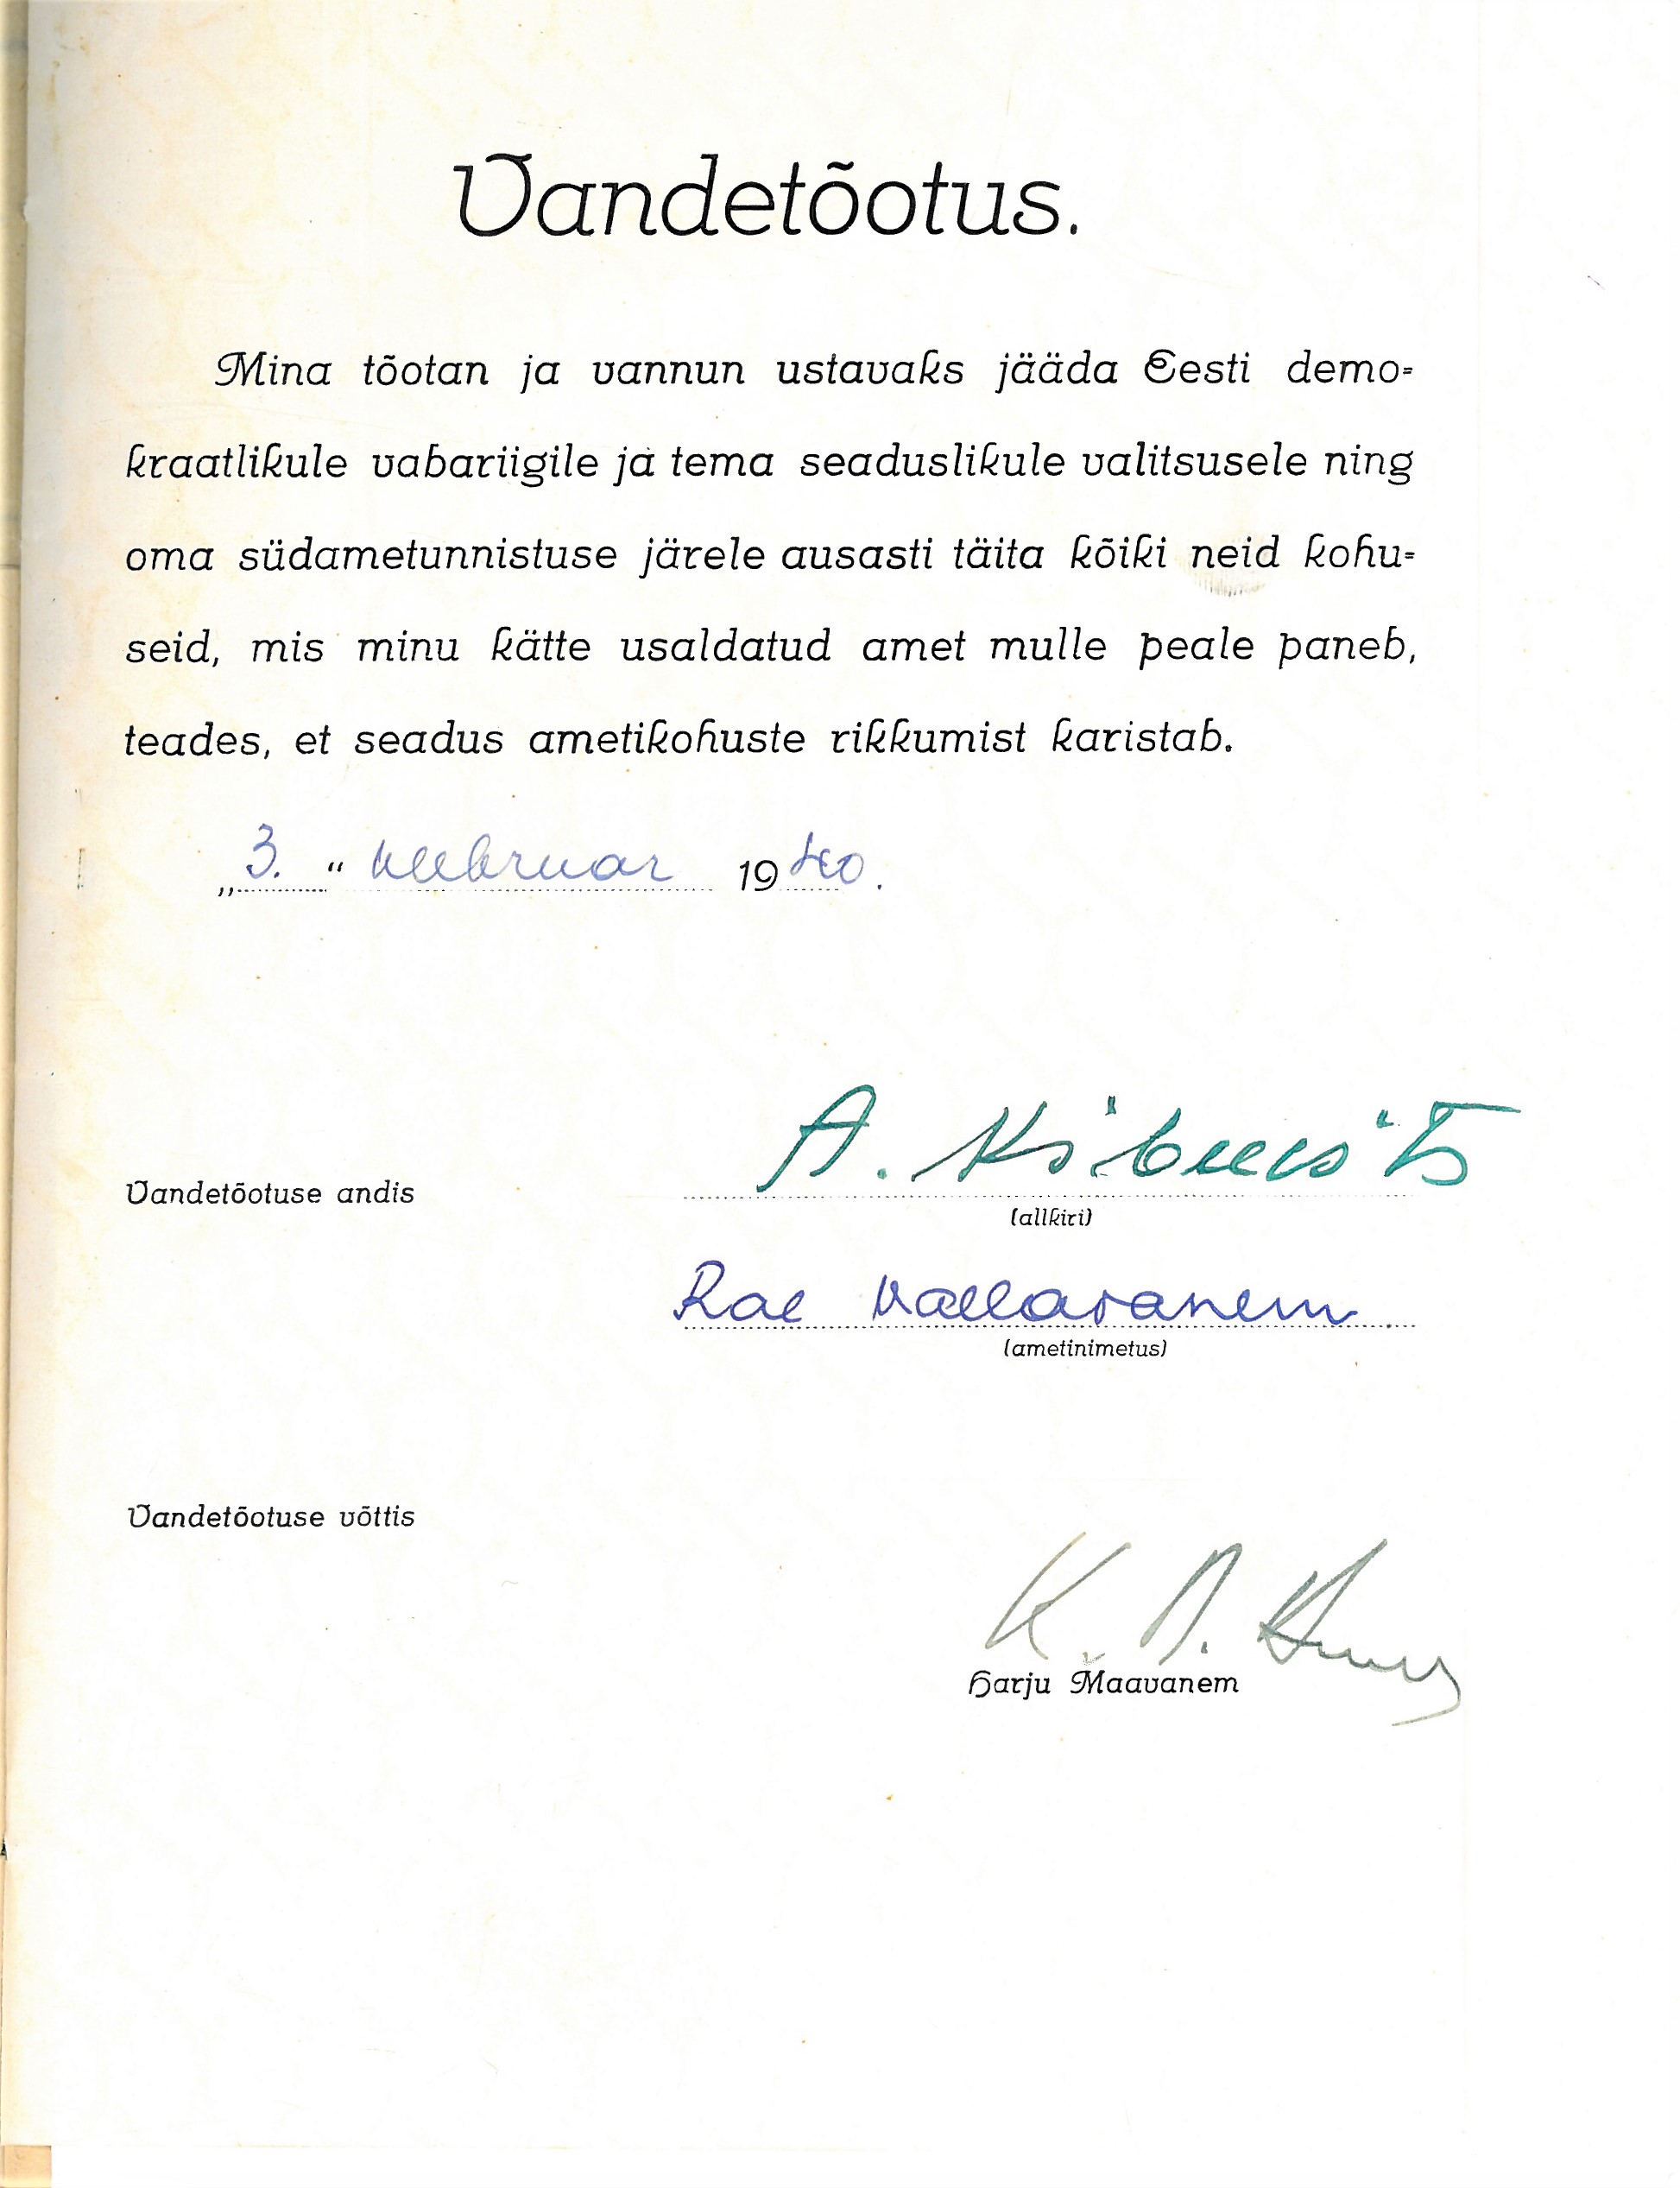 Vandetõotus.
Mina tõotan ja vannun ustavaks jääda Eesti demo=
kraatlikule vabariigile ja tema seaduslikule valitsusele ning
oma südametunnistuse järele ausasti täita kõiki neid kohu=
seid, mis minu kätte usaldatud amet mulle peale paneb,
teades, et seadus ametikohuste rikkumist karistab.
„3.“ veebruar 1940.
Vandetõotuse andis A.
(allkiri)
Rae vallavanem
(ametinimetus)
Vandetõotuse võttis
K.
Harju Maavanem